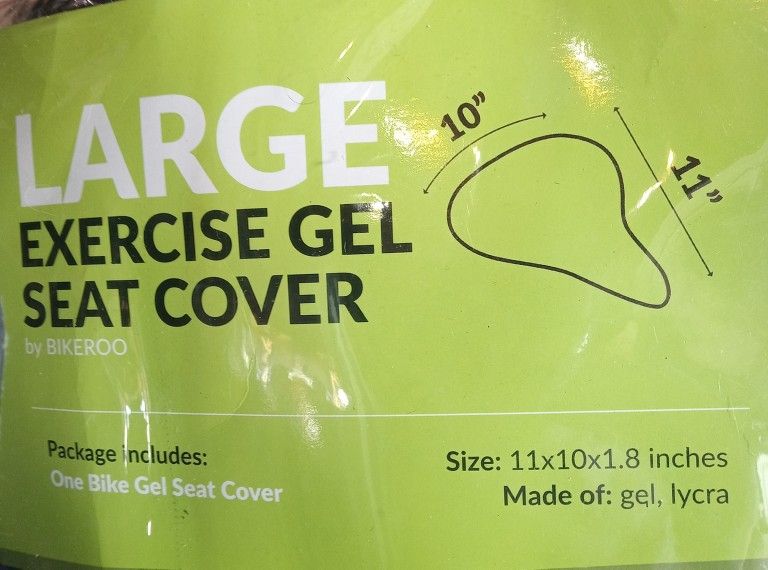 LARGE
EXERCISE GEL
SEAT COVER
by BIKEROO
10”
11”
Package includes:
One Bike Gel Seat Cover
Size: 11x10x1.8 inches
Made of: gel, lycra